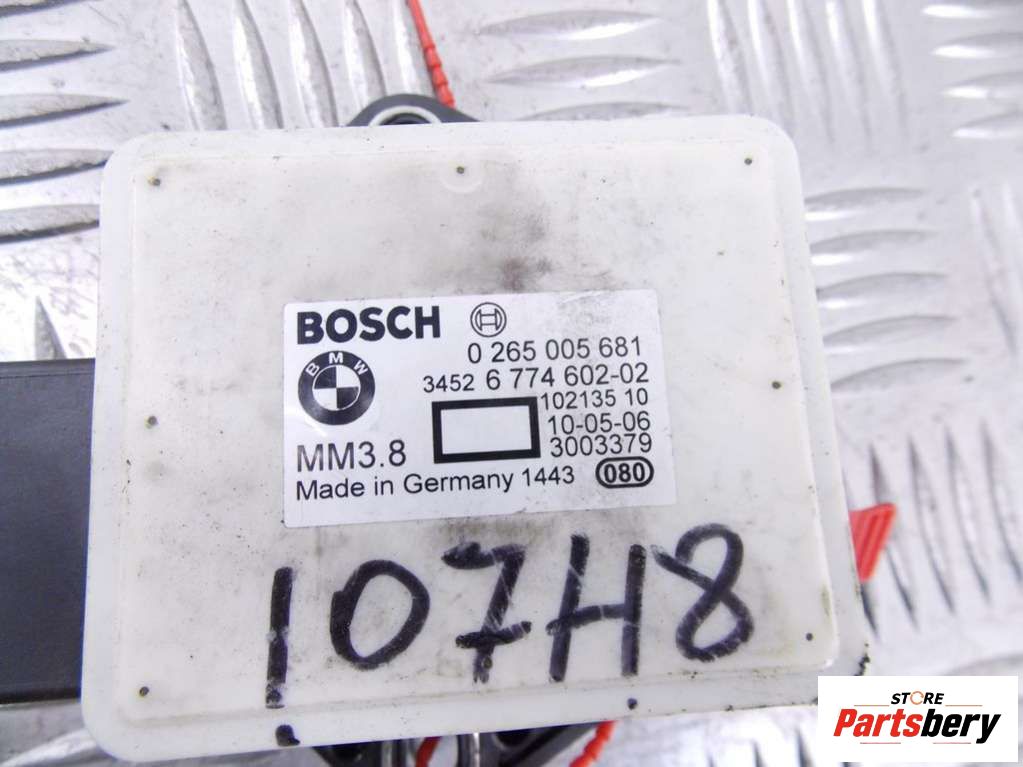 BOSCH
0 265 005 681
BMW
3452 6 774 602-02
102135 10
10-05-06
MM3.8
3003379
Made in Germany 1443 080
107H8
STORE
Partsbery